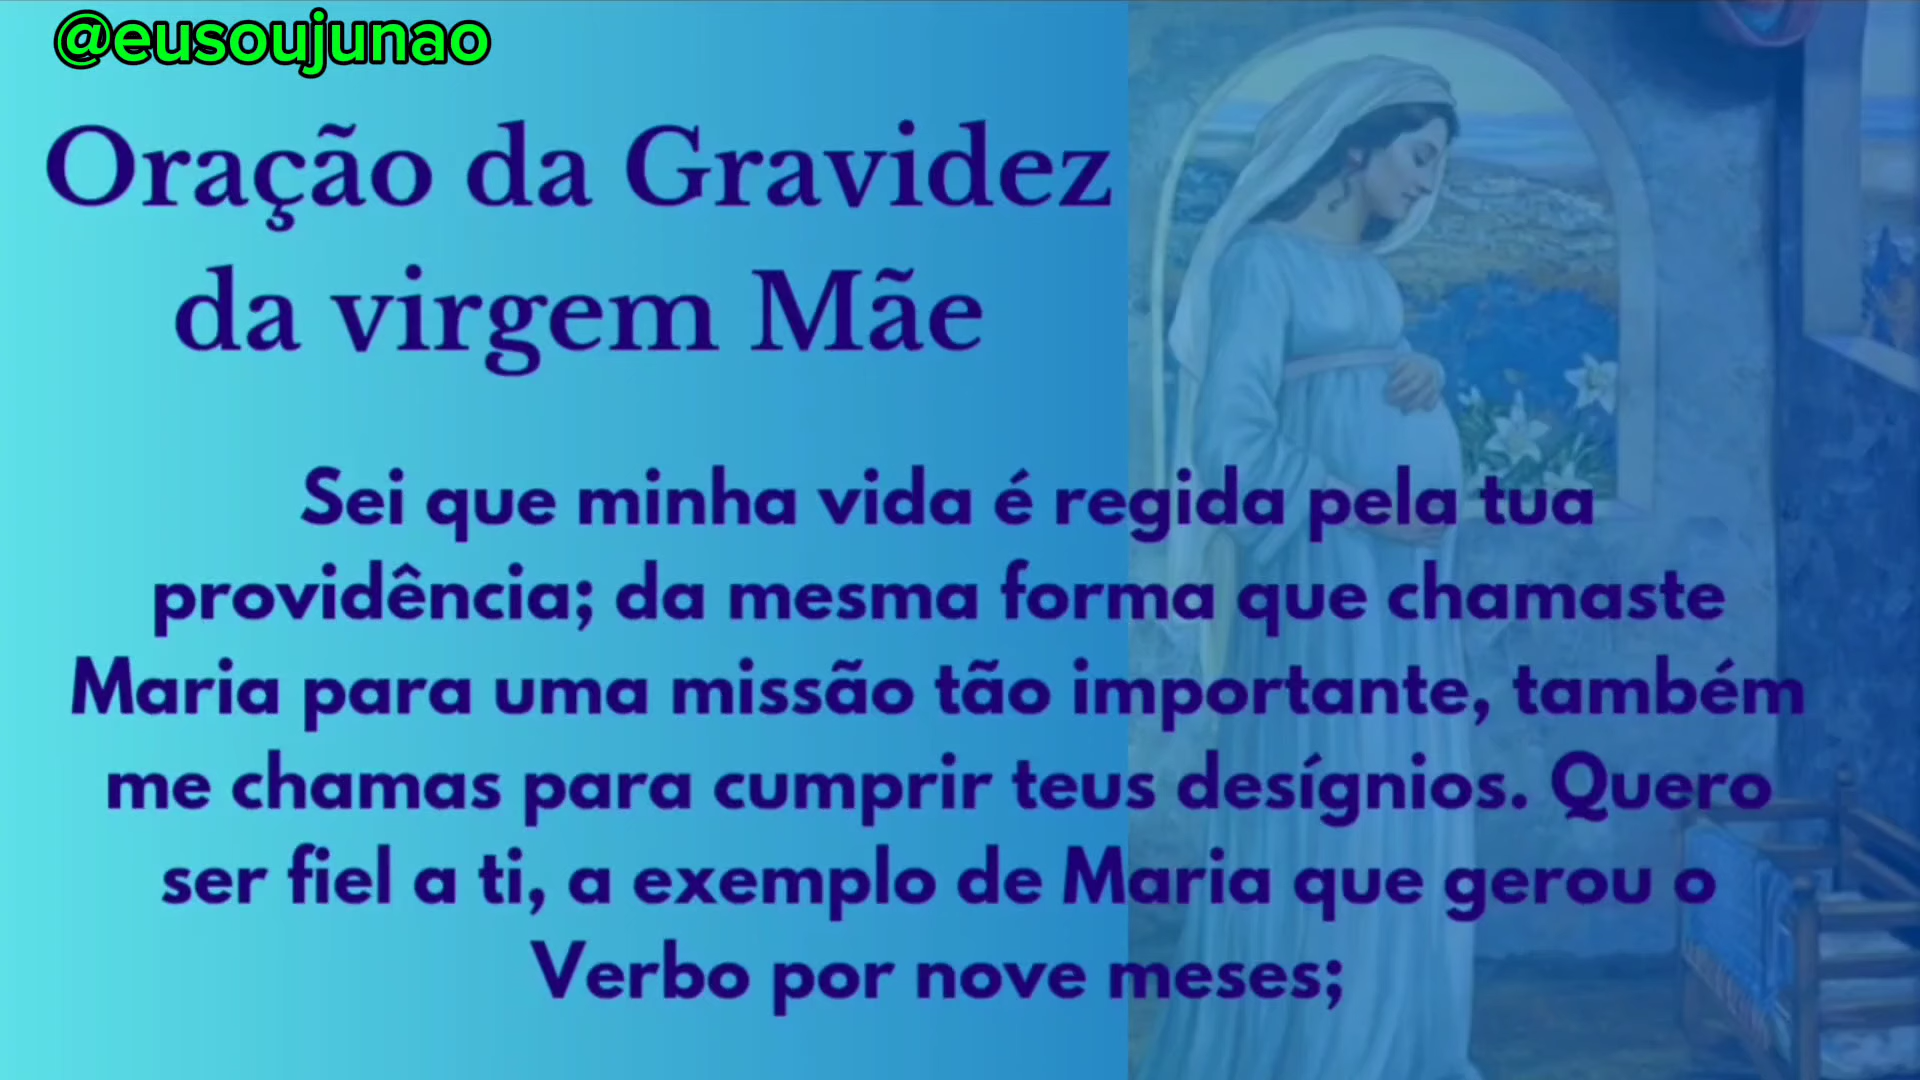 @eusoujunao
Oração da Gravidez
da virgem Mãe
Sei que minha vida é regida pela tua
providência; da mesma forma que chamaste
Maria para uma missão tão importante, também
me chamas para cumprir teus desígnios. Quero
ser fiel a ti, a exemplo de Maria que gerou o
Verbo por nove meses;